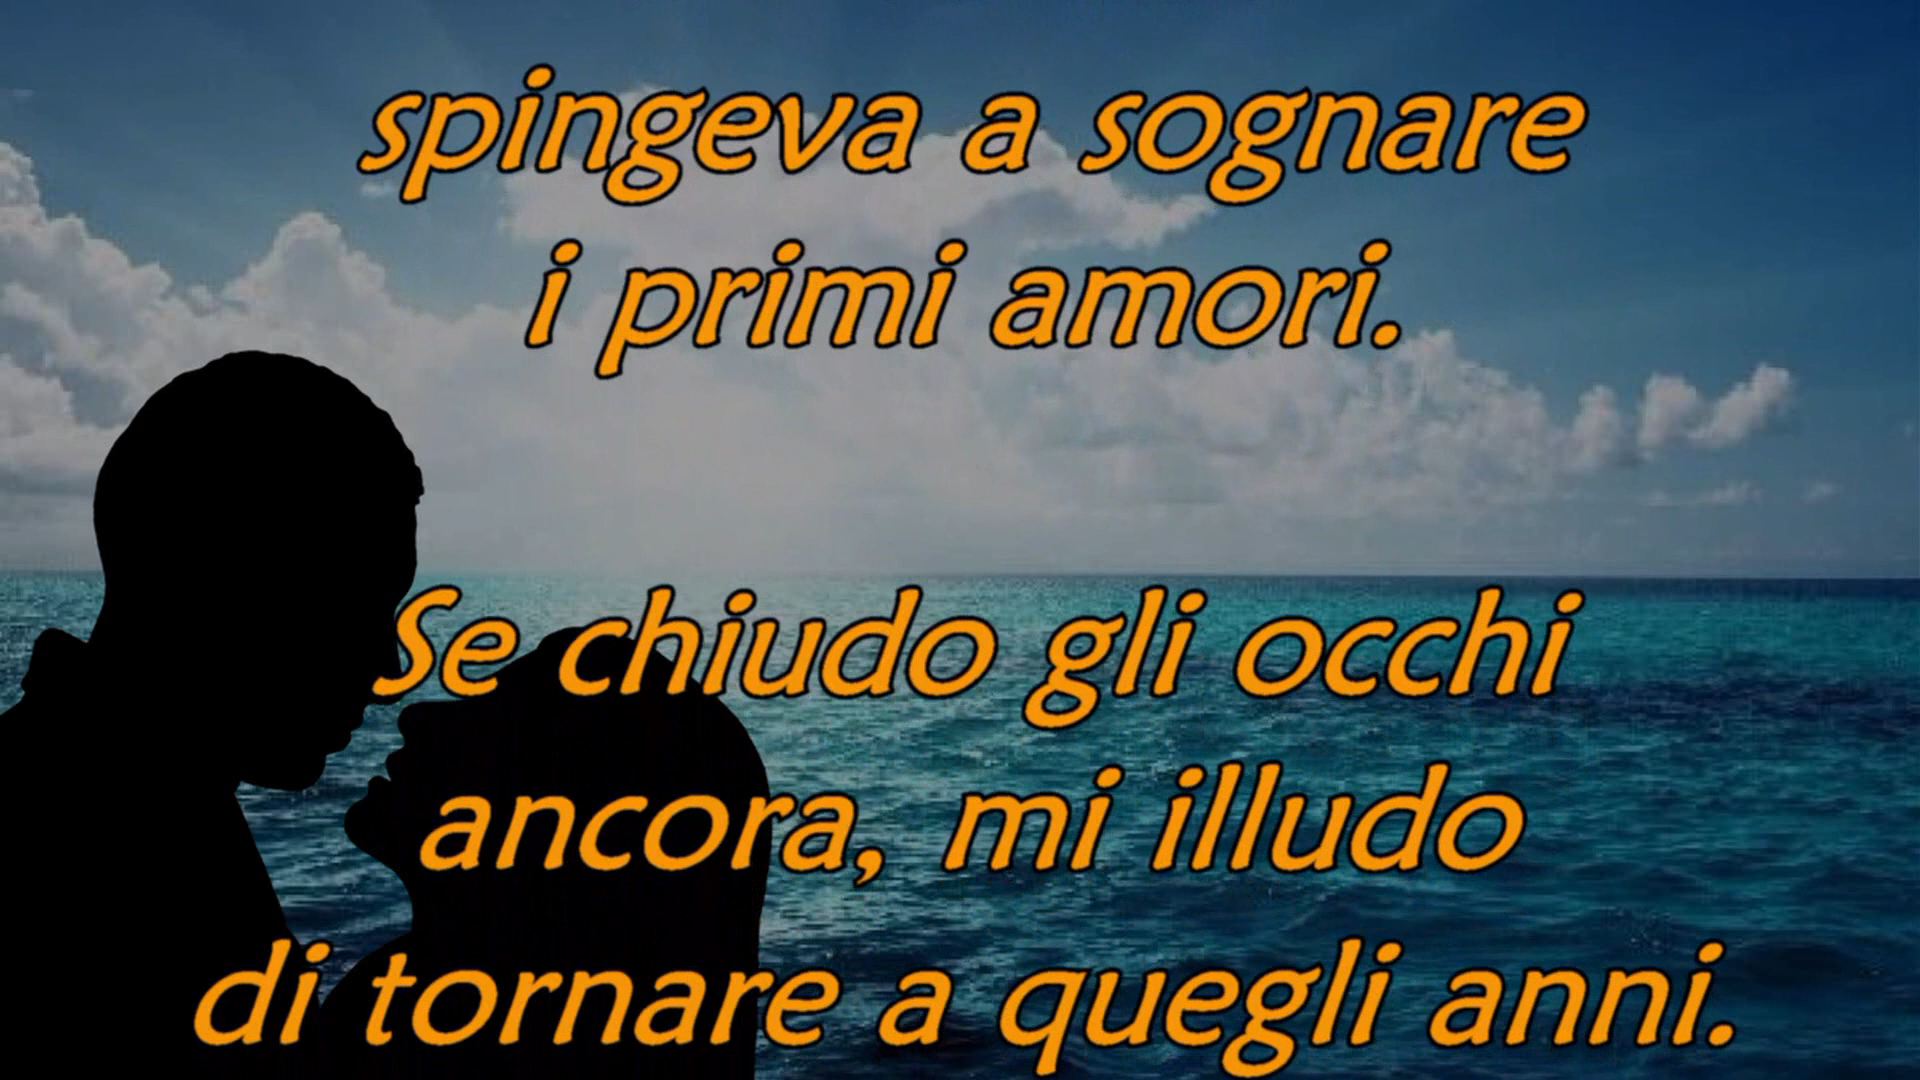 spingeva a sognare
i primi amori.
Se chiudo gli occhi
ancora, mi illudo
di tornare a quegli anni.